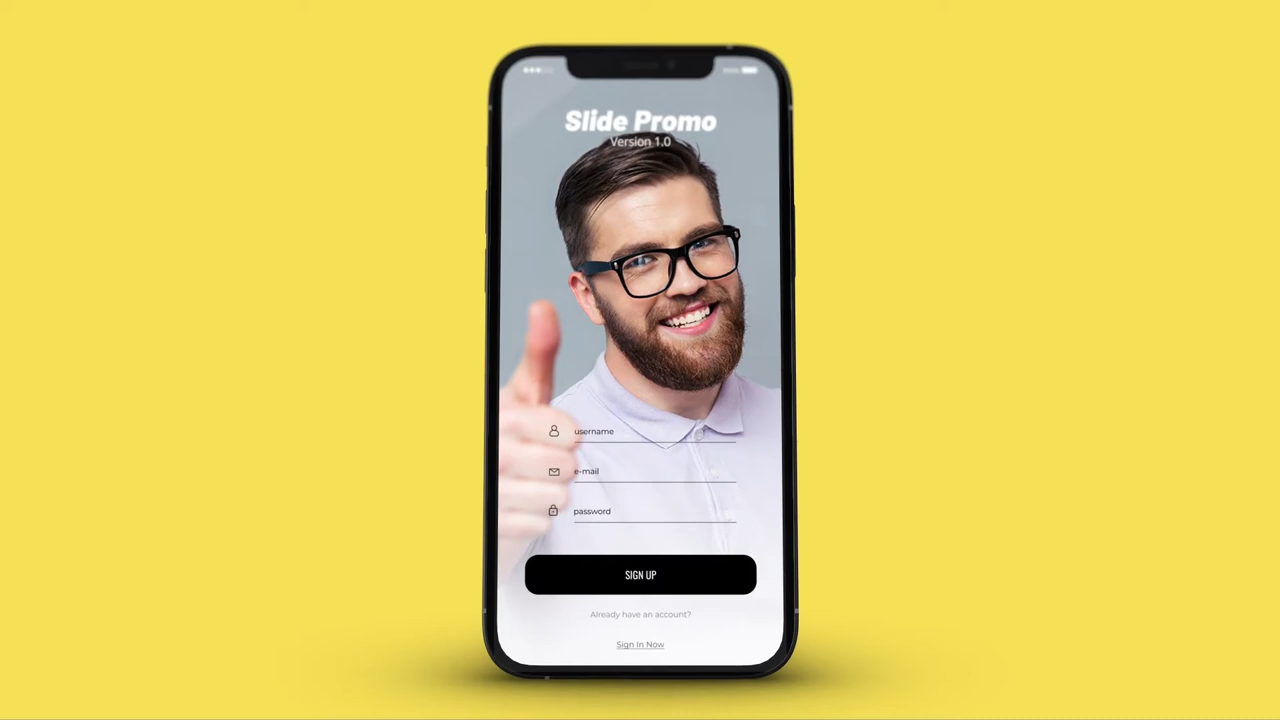 Slide Promo
Version 1.0
username
e-mail
password
SIGN UP
Already have an account?
Sign In Now